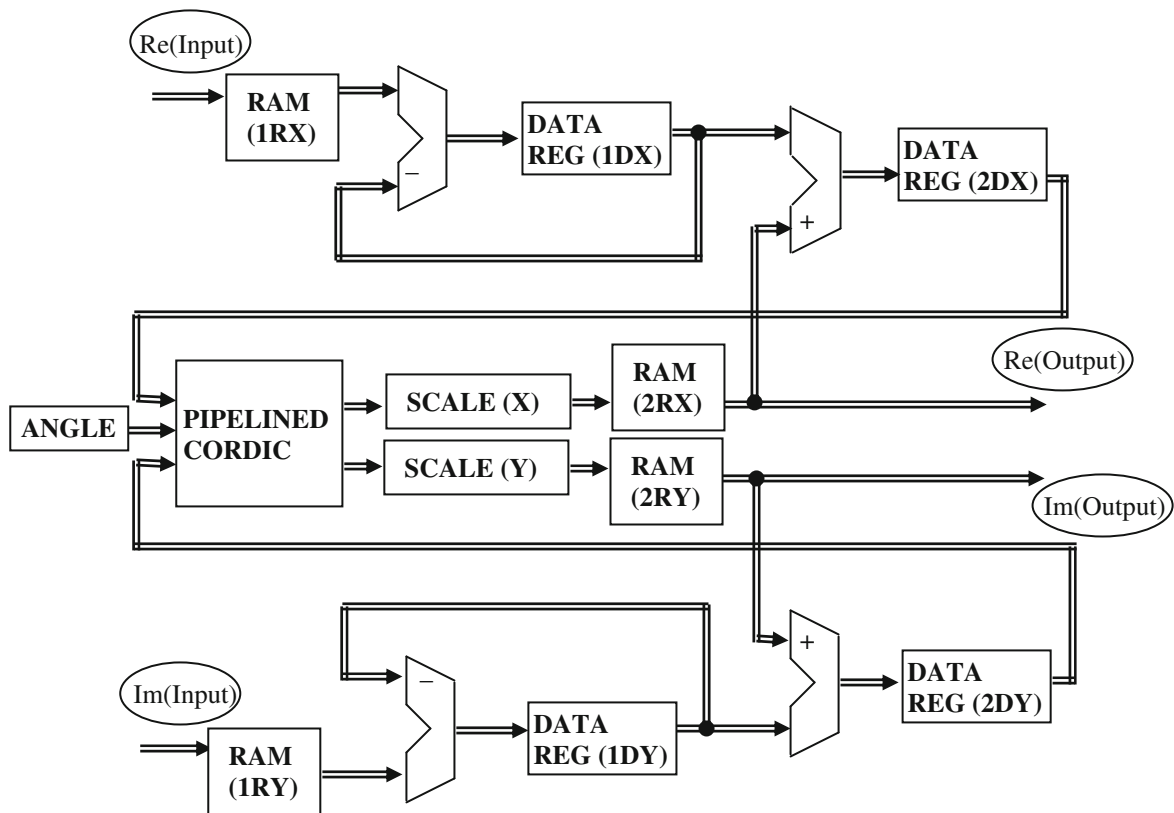 Re(Input)
RAM
(1RX)
−
DATA
REG (1DX)
+
DATA
REG (2DX)
Re(Output)
ANGLE
PIPELINED
CORDIC
SCALE (X)
SCALE (Y)
RAM
(2RX)
RAM
(2RY)
Im(Output)
Im(Input)
RAM
(1RY)
−
DATA
REG (1DY)
+
DATA
REG (2DY)